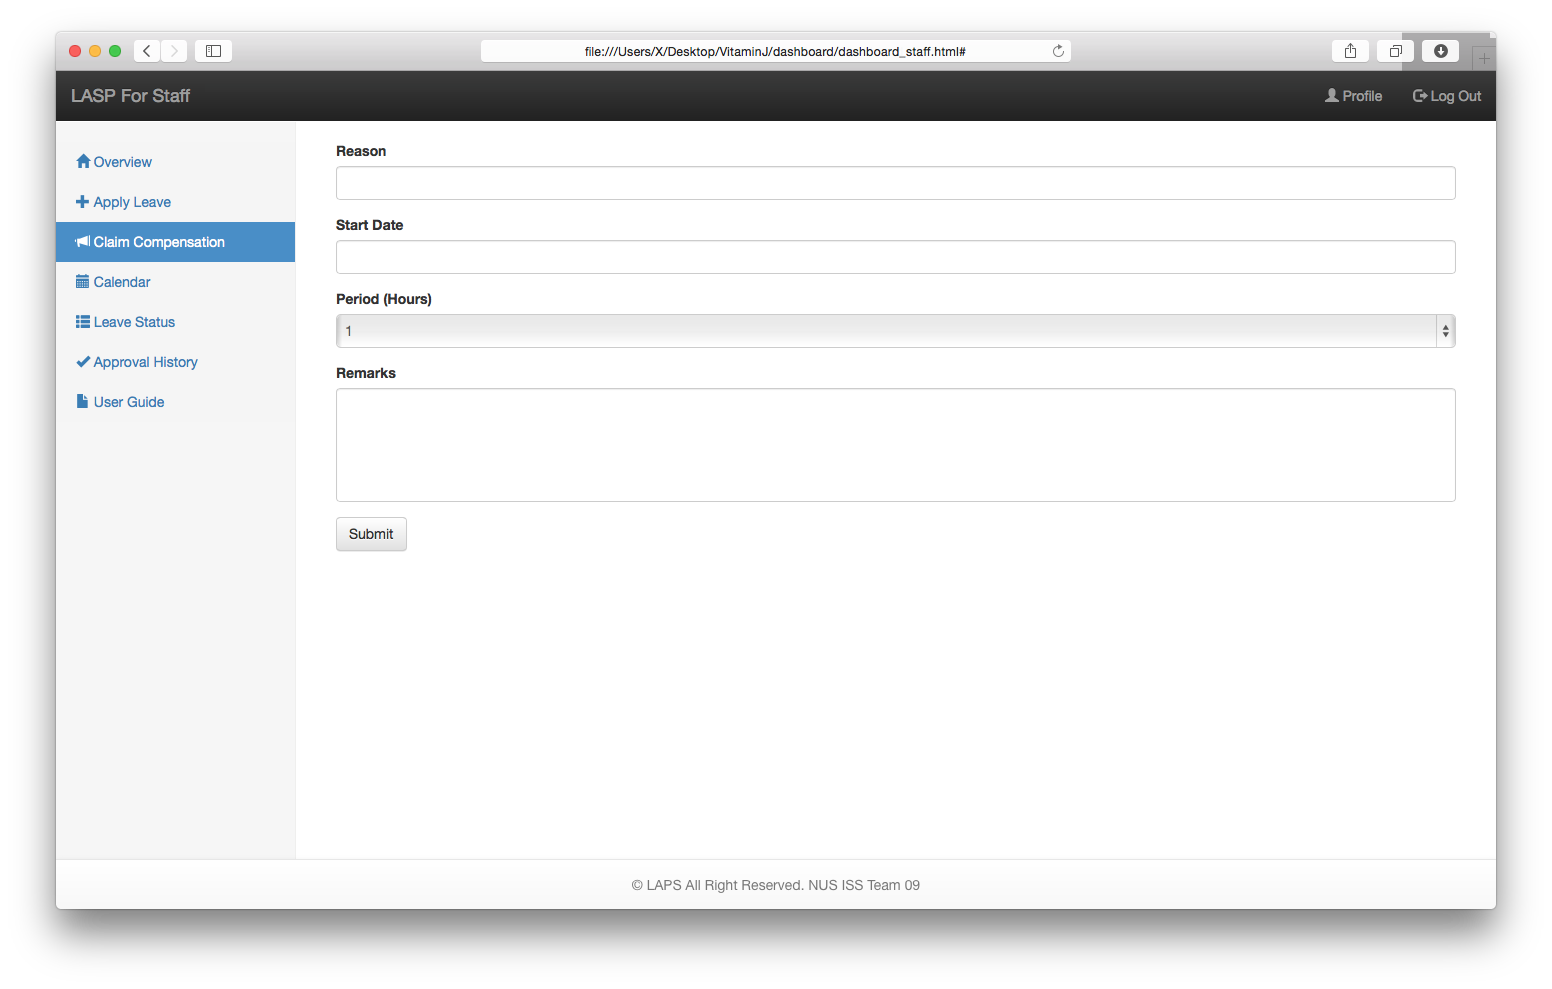 file:///Users/X/Desktop/VitaminJ/dashboard/dashboard_staff.html#
LASP For Staff
Profile
Log Out
Overview
Apply Leave
Claim Compensation
Calendar
Leave Status
Approval History
User Guide
Reason
Start Date
Period (Hours)
1
Remarks
Submit
© LAPS All Right Reserved. NUS ISS Team 09